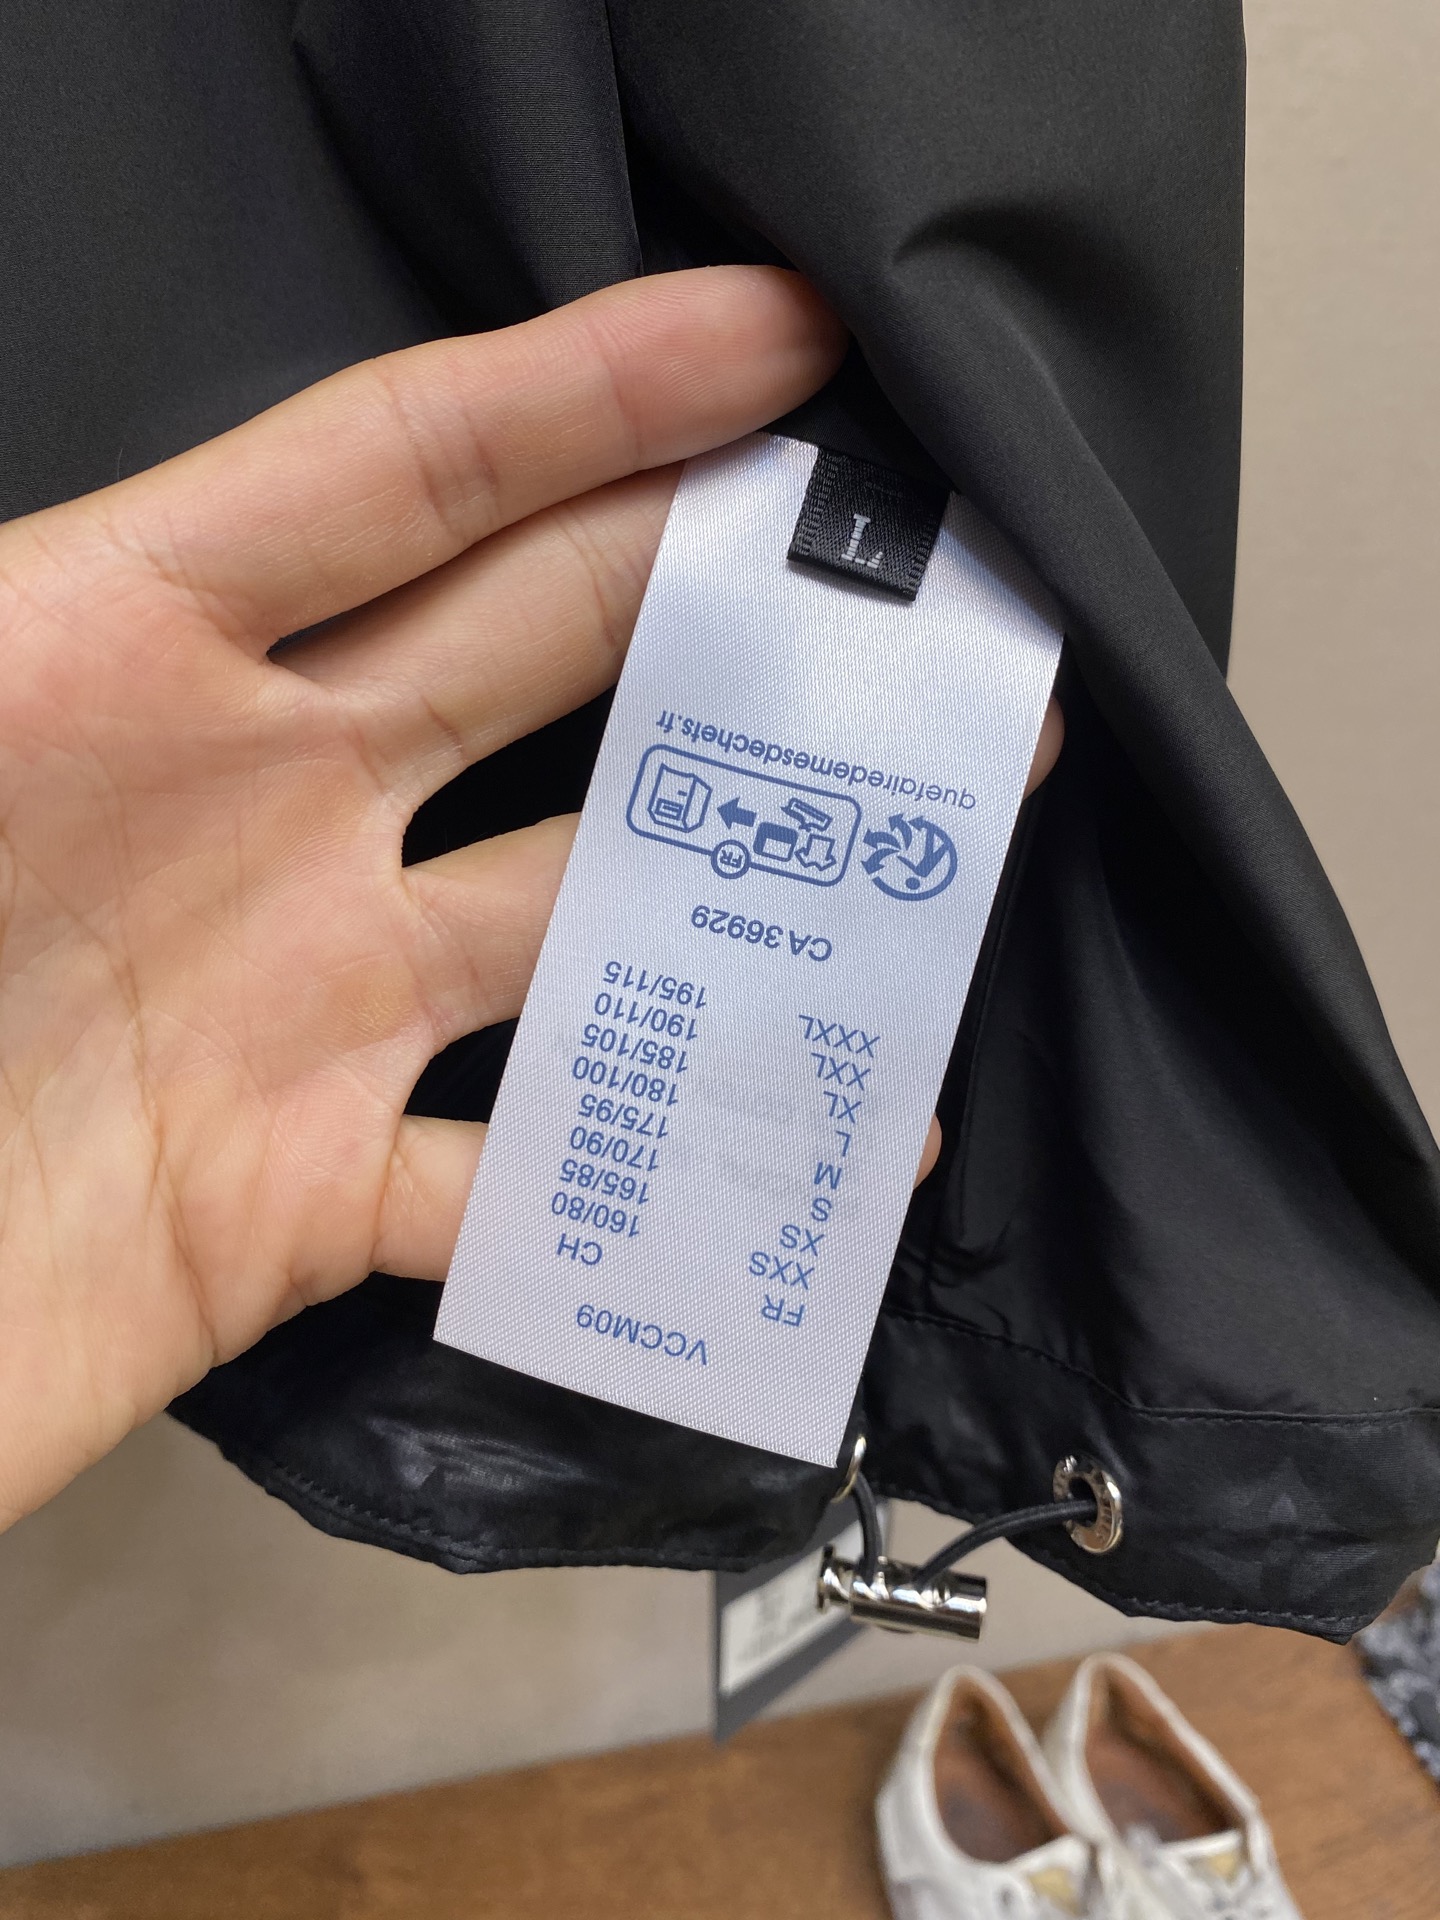 VCCM09
FR CH
XXS 160/80
XS 165/85
S 170/90
M 175/95
L 180/100
XL 185/105
XXL 190/110
XXXL 195/115
CA 36929
FR
quefairedemesdechets.fr
L